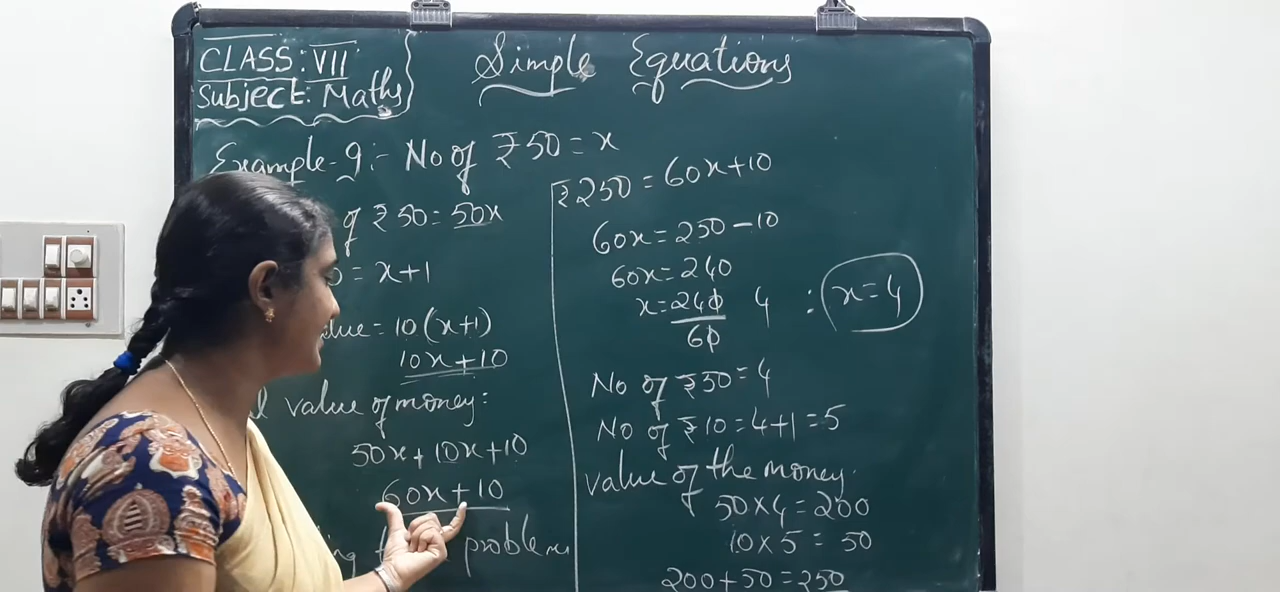 CLASS: VII
Subject: Maths
Simple Equations
Example-9:- No of ₹50 = x
of ₹50 = 50x
= x+1
value = 10(x+1)
10x+10
value of money:
50x+10x+10
60x+10
problem
₹250 = 60x+10
60x = 250-10
60x = 240
x = 240/60 4 : x=4
No of ₹50 = 4
No of ₹10 = 4+1 = 5
value of the money.
50×4 = 200
10×5 = 50
200+50 = 250